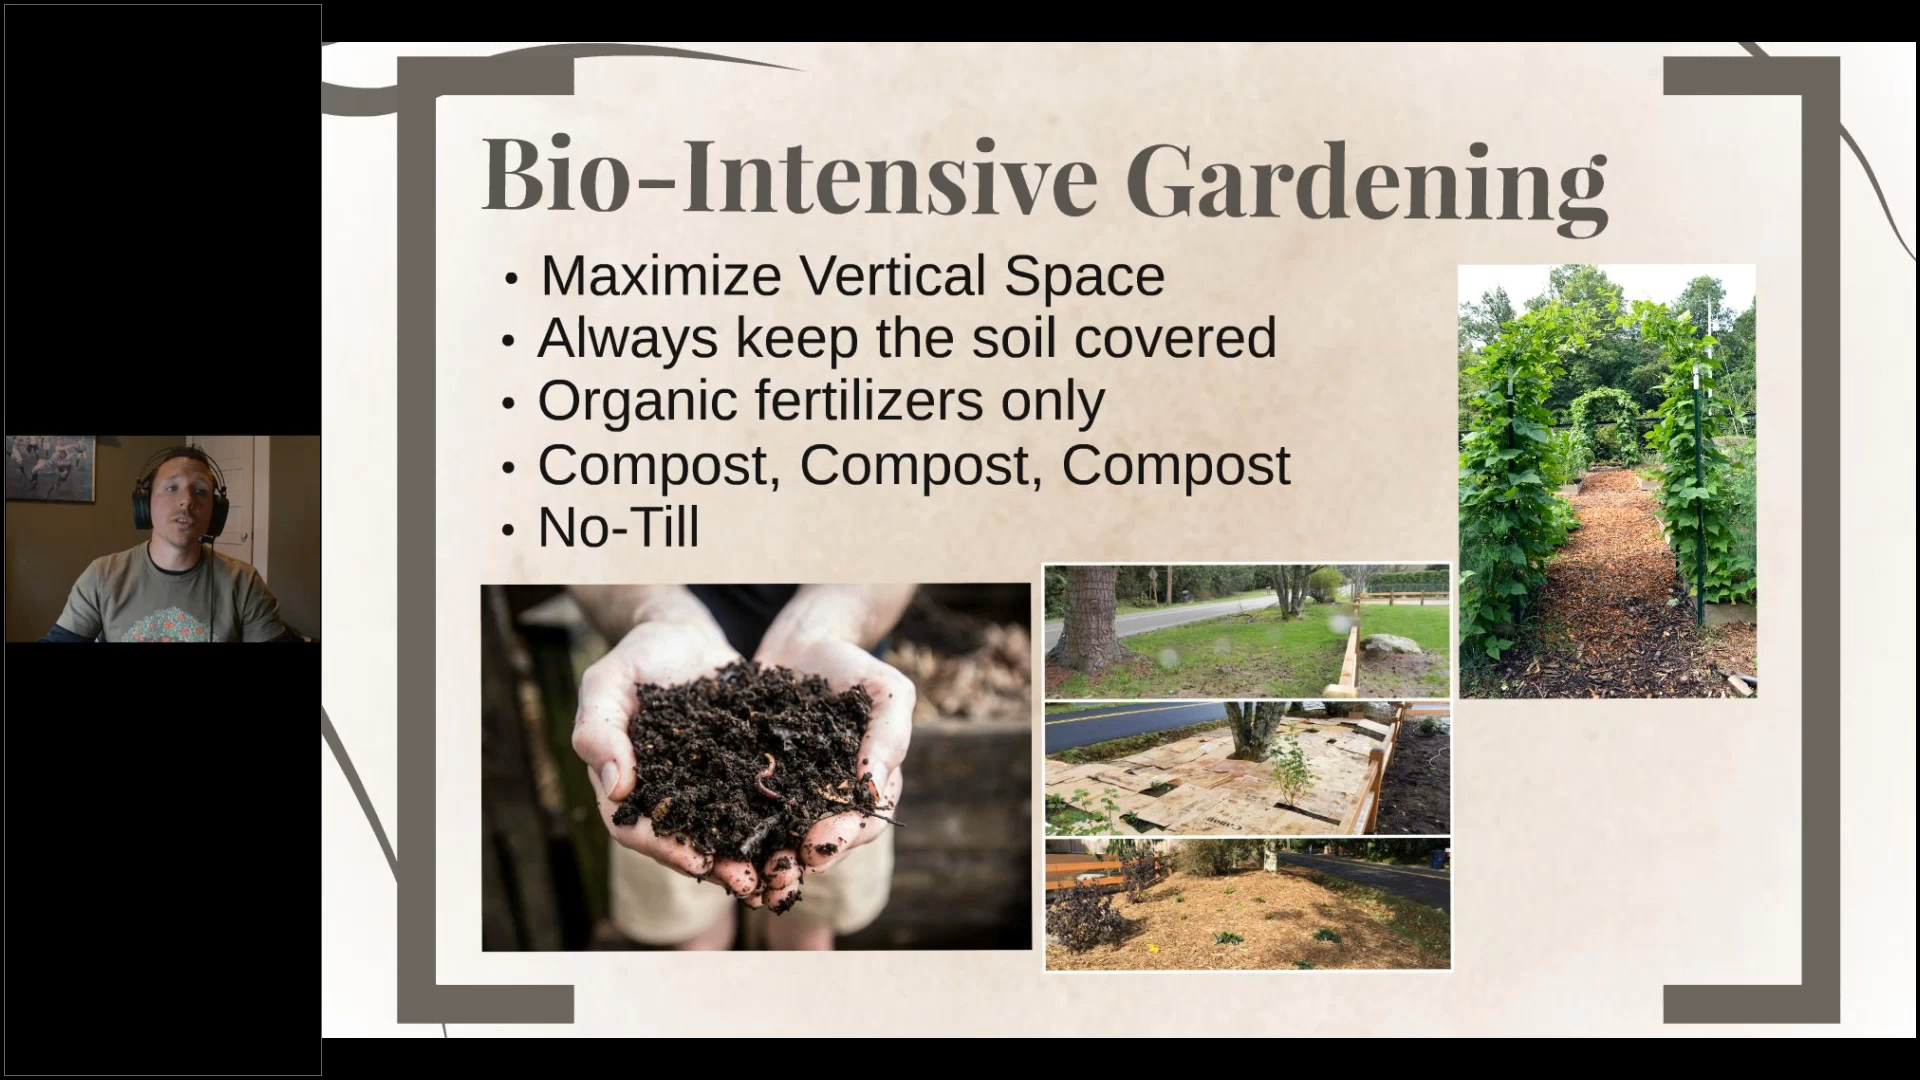 Bio-Intensive Gardening
• Maximize Vertical Space
• Always keep the soil covered
• Organic fertilizers only
• Compost, Compost, Compost
• No-Till
Canon